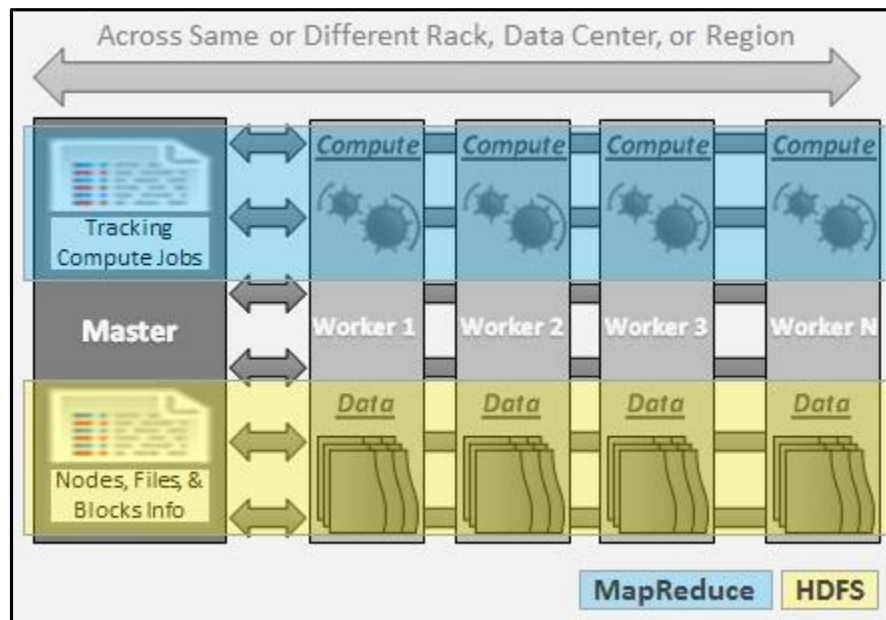 Across Same or Different Rack, Data Center, or Region
Compute
Compute
Compute
Compute
Tracking
Compute Jobs
Master
Worker 1
Worker 2
Worker 3
Worker N
Data
Data
Data
Data
Nodes, Files, &
Blocks Info
MapReduce
HDFS